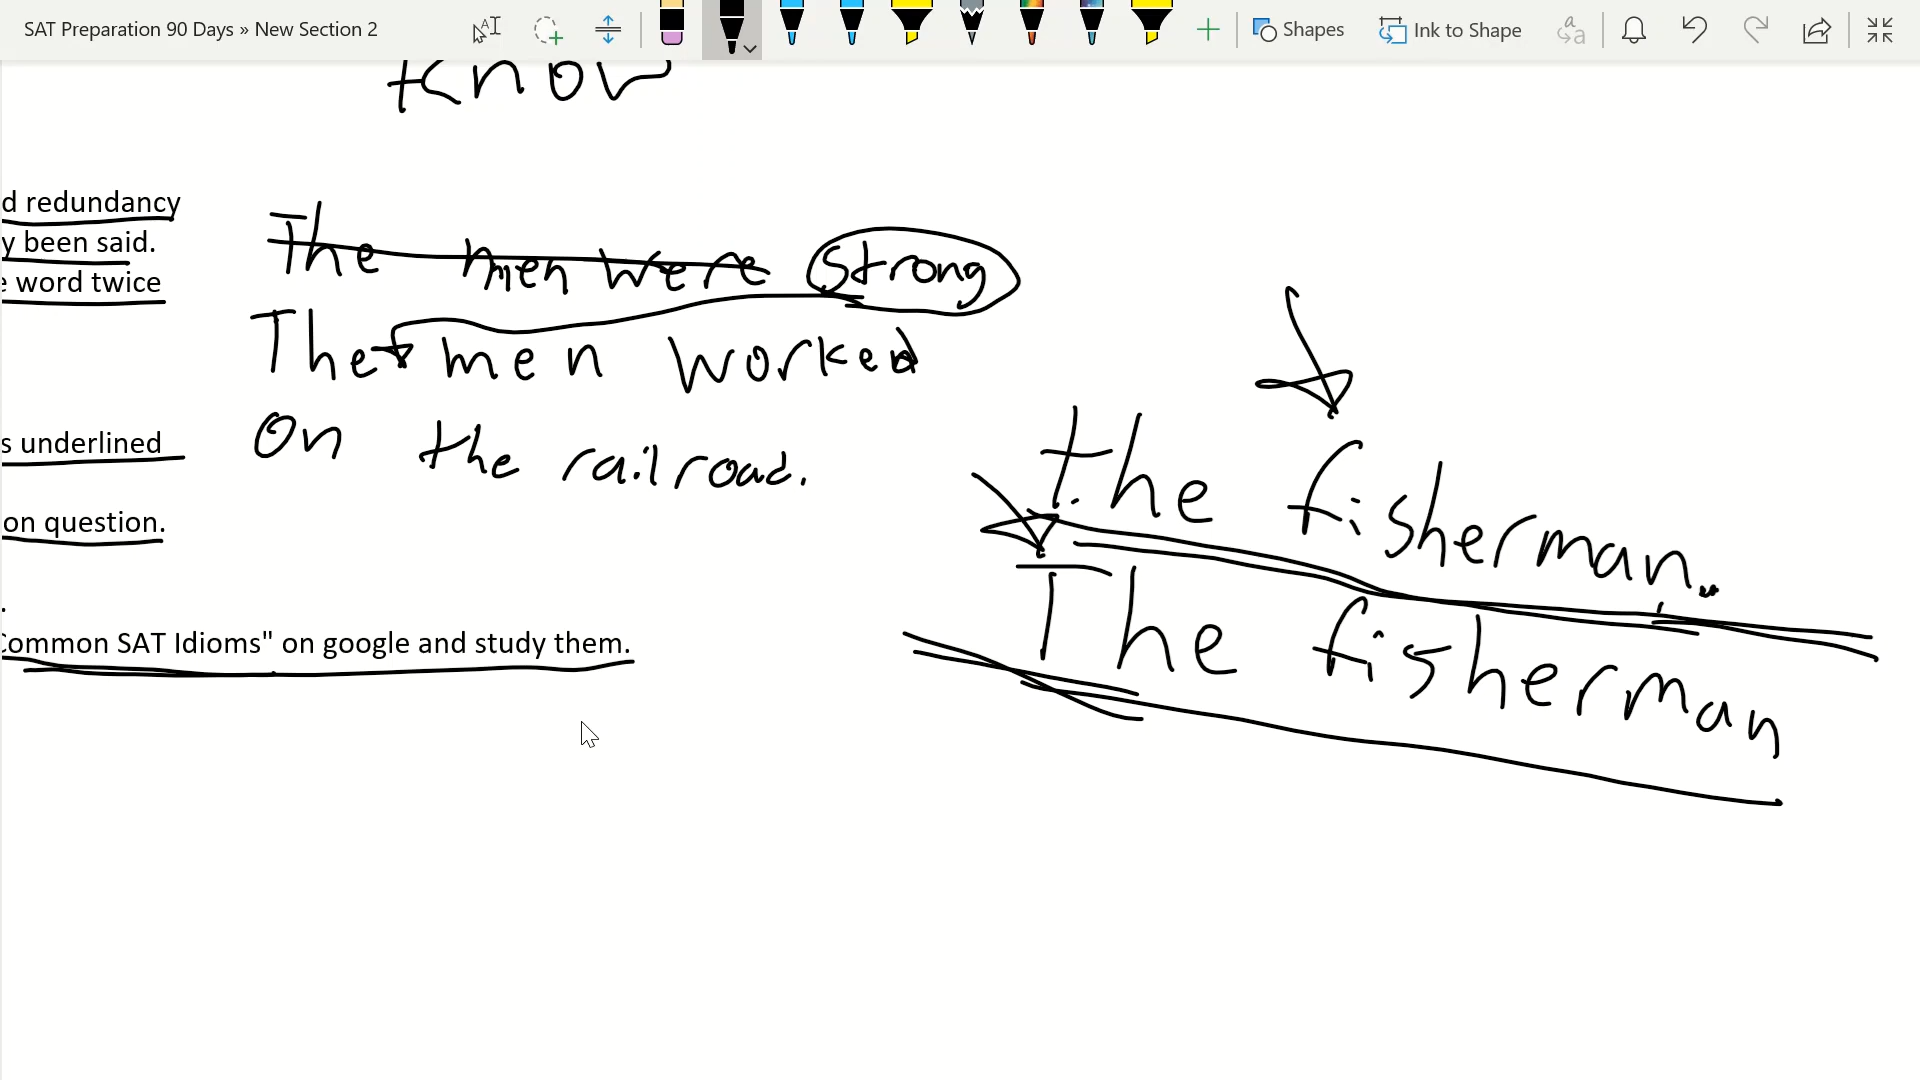 SAT Preparation 90 Days » New Section 2
Shapes
Ink to Shape
Know
d redundancy
y been said.
e word twice
The men were strong
The men worked
on the railroad.
s underlined
on question.
.
Common SAT Idioms" on google and study them.
the fisherman.
The fisherman